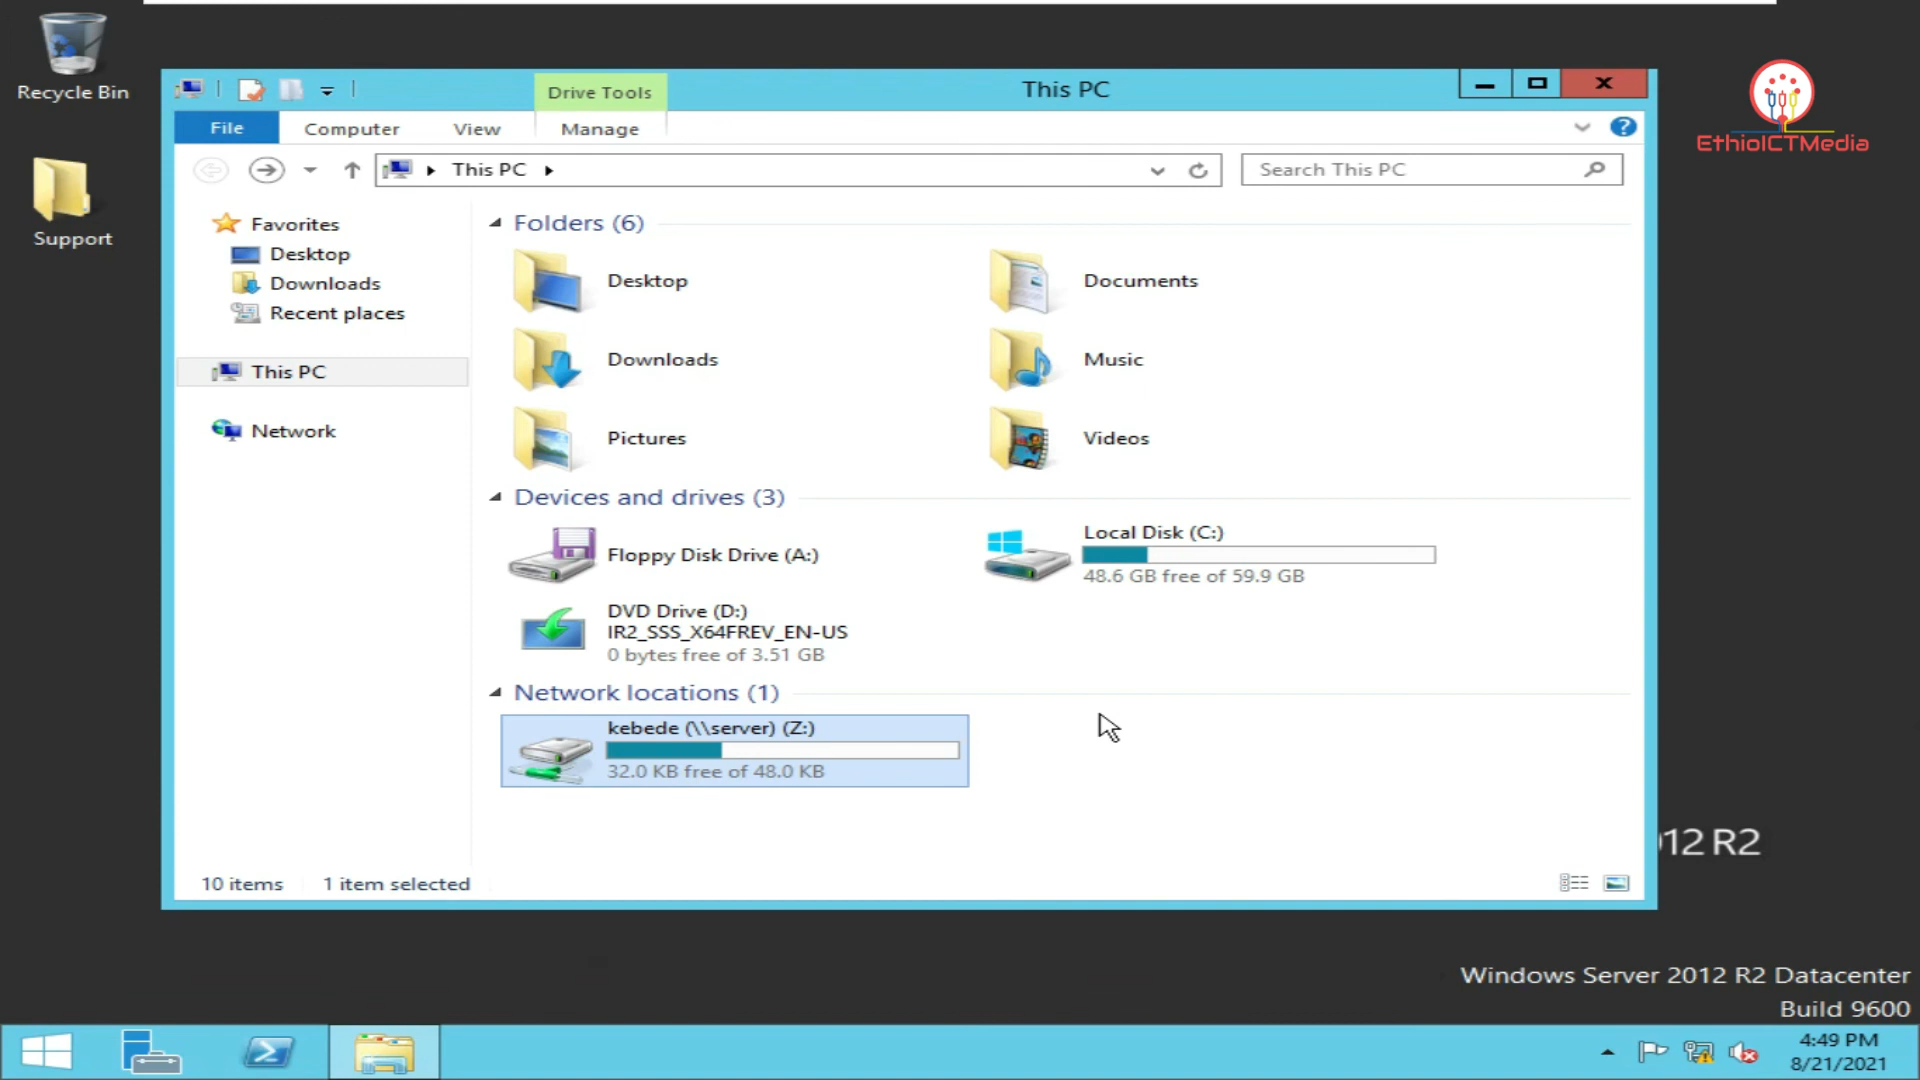 Recycle Bin
Support
Drive Tools
This PC
File
Computer
View
Manage
This PC
Search This PC
EthioICTMedia
Favorites
Desktop
Downloads
Recent places
This PC
Network
Folders (6)
Desktop
Documents
Downloads
Music
Pictures
Videos
Devices and drives (3)
Floppy Disk Drive (A:)
Local Disk (C:)
48.6 GB free of 59.9 GB
DVD Drive (D:)
IR2_SSS_X64FREV_EN-US
0 bytes free of 3.51 GB
Network locations (1)
kebede (\\server) (Z:)
32.0 KB free of 48.0 KB
10 items
1 item selected
12 R2
Windows Server 2012 R2 Datacenter
Build 9600
4:49 PM
8/21/2021